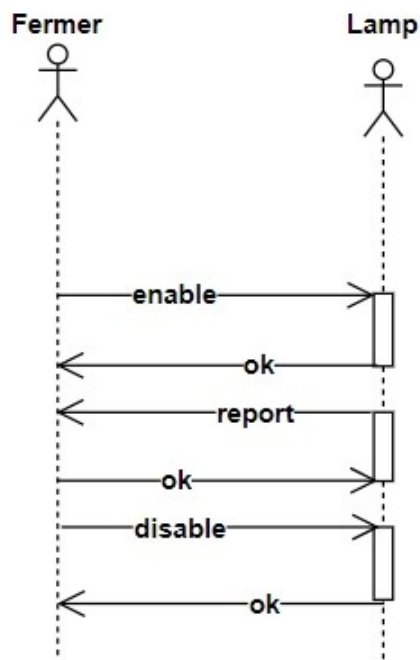 Fermer
Lamp
enable
ok
report
ok
disable
ok